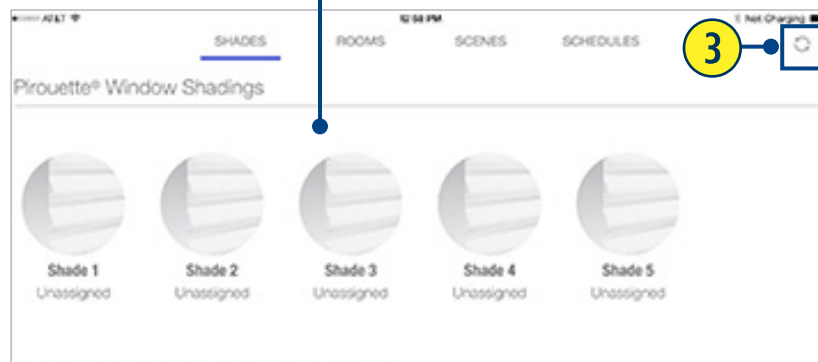 AT&T 12:58 PM Not Charging
SHADES ROOMS SCENES SCHEDULES
3
Pirouette® Window Shadings
Shade 1 Shade 2 Shade 3 Shade 4 Shade 5
Unassigned Unassigned Unassigned Unassigned Unassigned